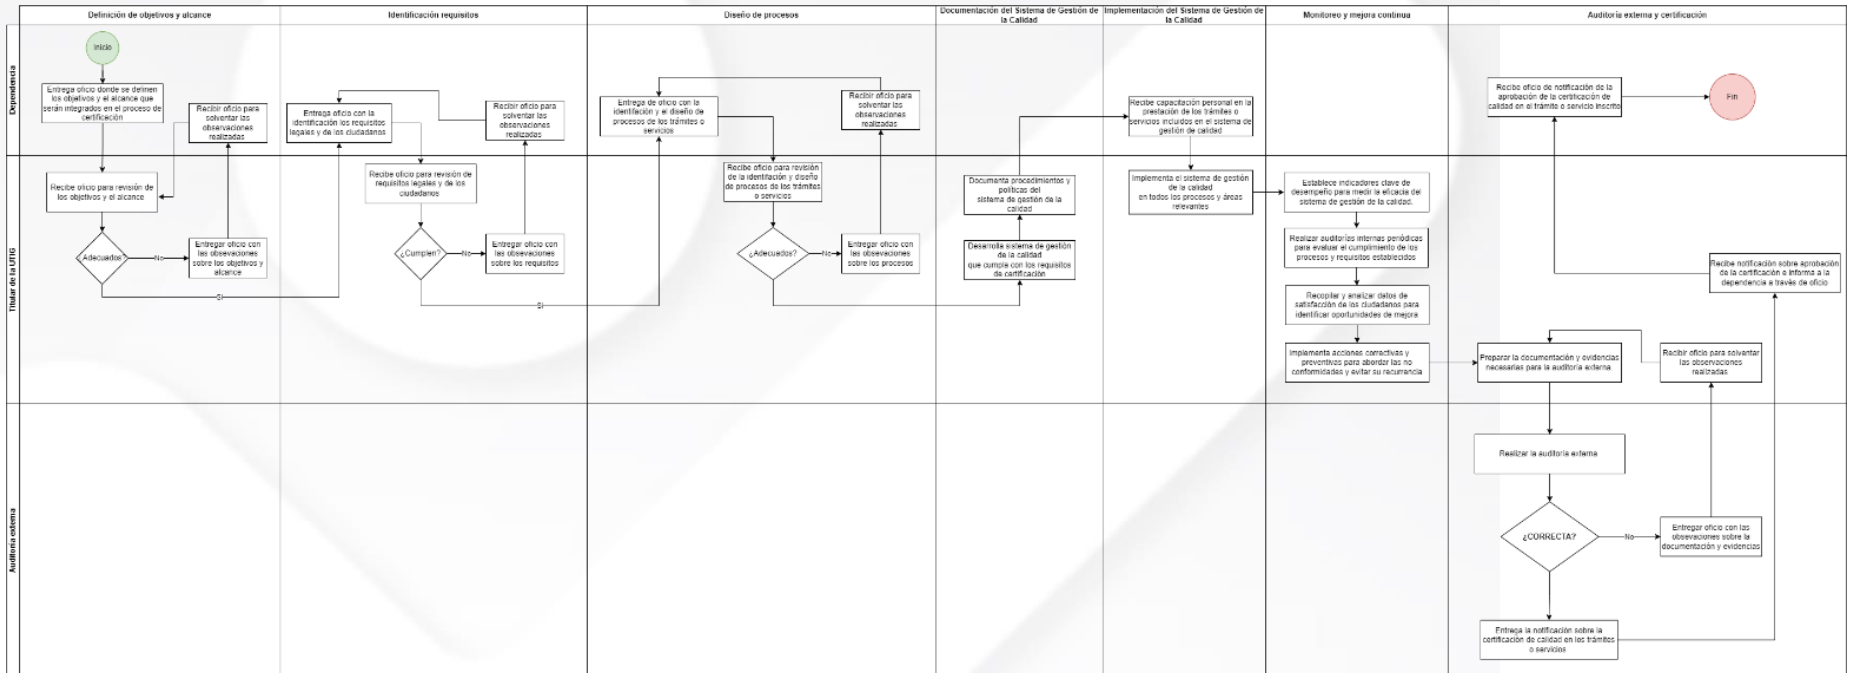 Definición de objetivos y alcance
Identificación requisitos
Diseño de procesos
Documentación del Sistema de Gestión de
la Calidad
Implementación del Sistema de Gestión de
la Calidad
Monitoreo y mejora continua
Auditoría externa y certificación
Dependencia
Inicio
Entrega oficio donde se definen
los objetivos y el alcance que
serán integrados en el proceso de
certificación
Recibir oficio para
solventar las
observaciones
realizadas
Entrega oficio con la
identificación los requisitos
legales y de los ciudadanos
Recibir oficio para
solventar las
observaciones
realizadas
Entrega de oficio con la
identifación y el diseño de
procesos de los trámites o
servicios
Recibir oficio para
solventar las
observaciones
realizadas
Recibe capacitación personal en la
prestación de los trámites o
servicios incluidos en el sistema de
gestión de calidad
Recibe oficio de notificación de la
aprobación de la certificación de
calidad en el trámite o servicio inscrito
Fin
Titular de la UTIG
Recibe oficio para revisión de
los objetivos y el alcance
¿Adecuados?
No
Entregar oficio con
las obsevaciones
sobre los objetivos y
alcance
Si
Recibe oficio para revisión de
requisitos legales y de los
ciudadanos
¿Cumplen?
No
Entregar oficio con
las obsevaciones
sobre los requisitos
Si
Recibe oficio para revisión
de la identifación y diseño
de procesos de los trámites
o servicios
¿Adecuados?
No
Entregar oficio con
las obsevaciones
sobre los procesos
Documenta procedimientos y
políticas del
sistema de gestión de la
calidad
Desarrolla sistema de gestión
de la calidad
que cumple con los requisitos
de certificación
Implementa el sistema de gestión
de la calidad
en todos los procesos y áreas
relevantes
Establece indicadores clave de
desempeño para medir la eficacia del
sistema de gestión de la calidad.
Realizar auditorías internas periódicas
para evaluar el cumplimiento de los
procesos y requisitos establecidos
Recopilar y analizar datos de
satisfacción de los ciudadanos para
identificar oportunidades de mejora
Implementa acciones correctivas y
preventivas para abordar las no
conformidades y evitar su recurrencia
Recibe notificación sobre aprobación
de la certificación e informa a la
dependencia a través de oficio
Preparar la documentación y evidencias
necesarias para la auditoría externa.
Recibir oficio para solventar
las observaciones
realizadas
Auditoría externa
Realizar la auditoría externa
¿CORRECTA?
No
Entregar oficio con las
obsevaciones sobre la
documentación y evidencias
Entrega la notificación sobre la
certificación de calidad en los trámites
o servicios